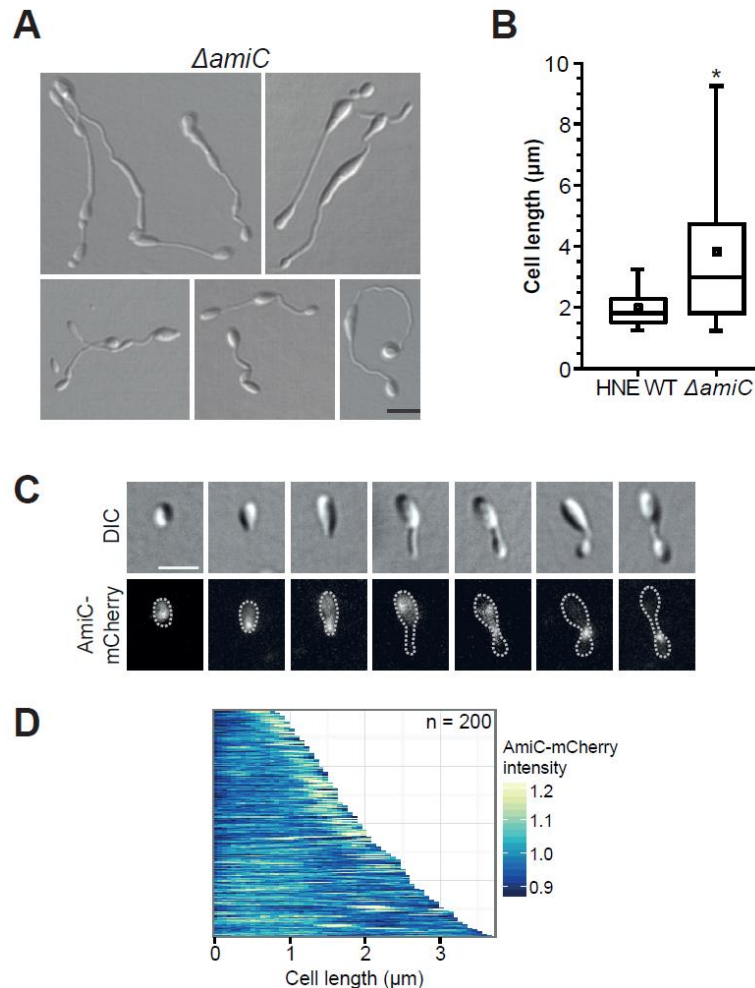 A
ΔamiC
B
10
8
6
4
2
0
Cell length (µm)
*
HNE WT ΔamiC
C
DIC
AmiC-
mCherry
D
n = 200
AmiC-mCherry
intensity
1.2
1.1
1.0
0.9
0 1 2 3
Cell length (µm)